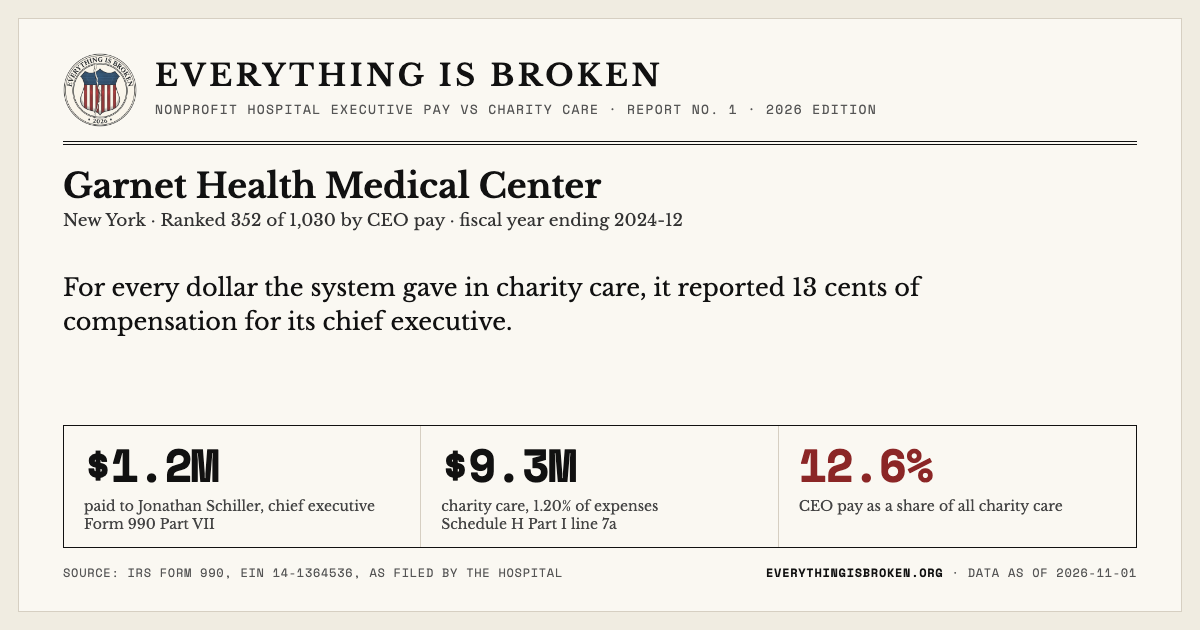 EVERYTHING IS BROKEN
· 2026 ·
EVERYTHING IS BROKEN
NONPROFIT HOSPITAL EXECUTIVE PAY VS CHARITY CARE · REPORT NO. 1 · 2026 EDITION
Garnet Health Medical Center
New York · Ranked 352 of 1,030 by CEO pay · fiscal year ending 2024-12
For every dollar the system gave in charity care, it reported 13 cents of
compensation for its chief executive.
$1.2M
paid to Jonathan Schiller, chief executive
Form 990 Part VII
$9.3M
charity care, 1.20% of expenses
Schedule H Part I line 7a
12.6%
CEO pay as a share of all charity care
SOURCE: IRS FORM 990, EIN 14-1364536, AS FILED BY THE HOSPITAL
EVERYTHINGISBROKEN.ORG · DATA AS OF 2026-11-01